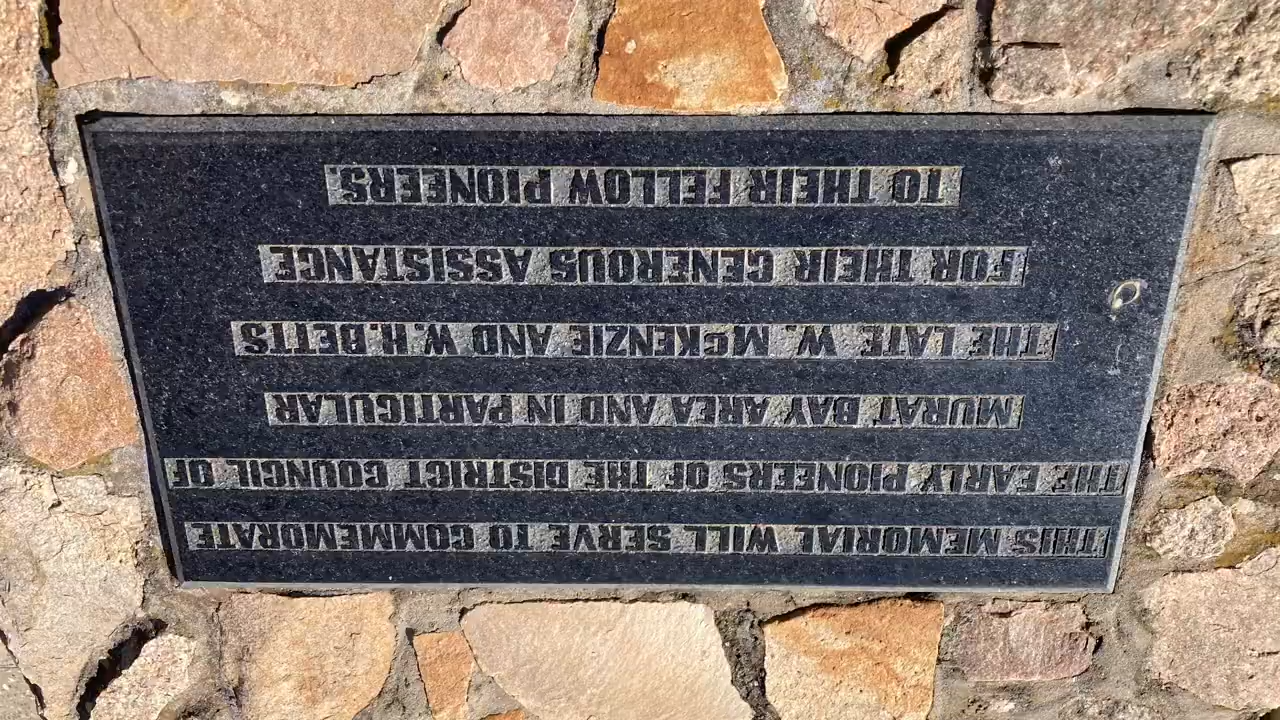 THIS MEMORIAL WILL SERVE TO COMMEMORATE
THE EARLY PIONEERS OF THE DISTRICT COUNCIL OF
MURAT BAY AREA AND IN PARTICULAR
THE LATE W. McKENZIE AND W.H.BETTS
FOR THEIR GENEROUS ASSISTANCE
TO THEIR FELLOW PIONEERS.